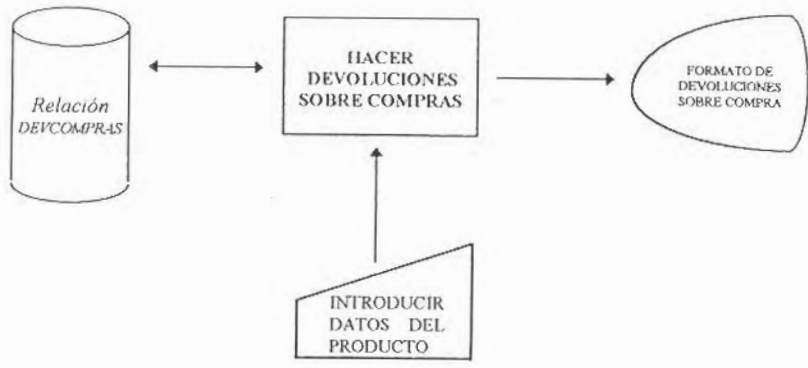 Relación
DEVCOMPRAS
HACER
DEVOLUCIONES
SOBRE COMPRAS
FORMATO DE
DEVOLUCIONES
SOBRE COMPRA
INTRODUCIR
DATOS DEL
PRODUCTO